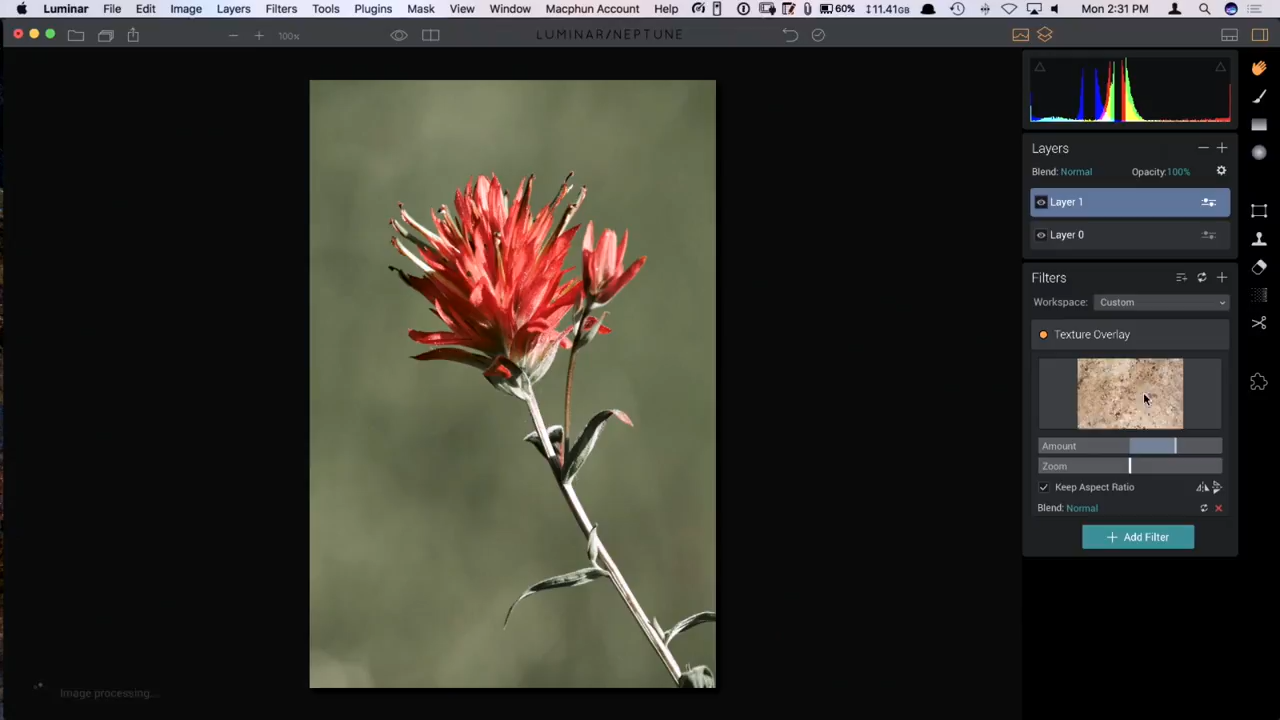 Luminar File Edit Image Layers Filters Tools Plugins Mask View Window Macphun Account Help 60% 11.41GB Mon 2:31 PM
100% LUMINAR/NEPTUNE
Layers
Blend: Normal Opacity:100%
Layer 1
Layer 0
Filters
Workspace: Custom
Texture Overlay
Amount
Zoom
Keep Aspect Ratio
Blend: Normal
+ Add Filter
Image processing...